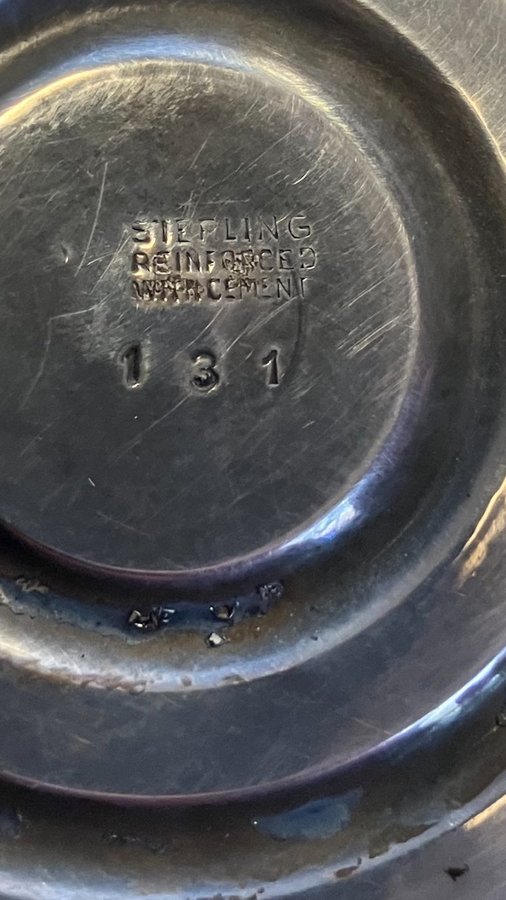 STERLING
REINFORCED
WITH CEMENT
131